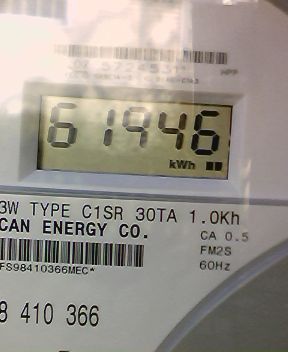 61946
kWh
3W TYPE C1SR 30TA 1.0Kh
CAN ENERGY CO.
CA 0.5
FM2S
60Hz
FS98410366MEC*
8 410 366